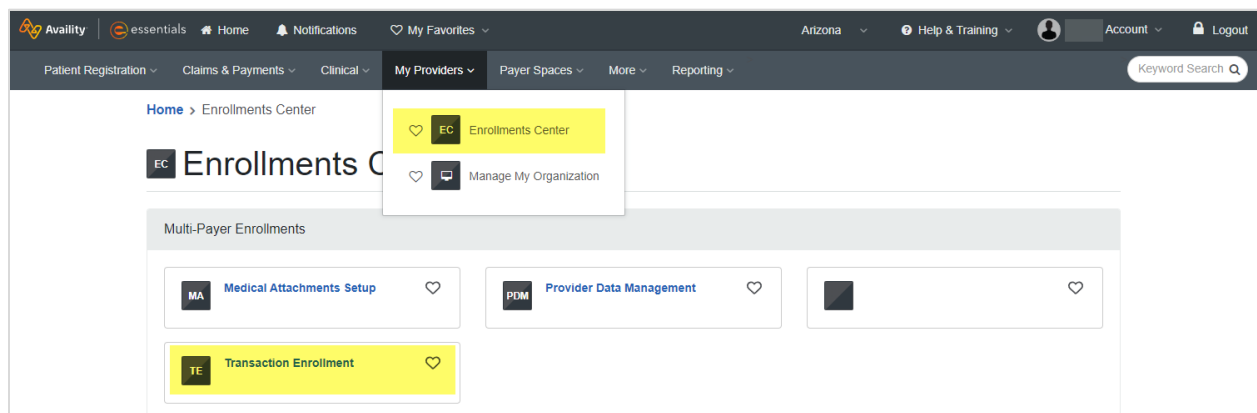 Availity essentials Home Notifications My Favorites Arizona Help & Training Account Logout
Patient Registration Claims & Payments Clinical My Providers Payer Spaces More Reporting Keyword Search
Home > Enrollments Center
EC Enrollments Center
EC Enrollments C
Manage My Organization
Multi-Payer Enrollments
MA Medical Attachments Setup
PDM Provider Data Management
TE Transaction Enrollment